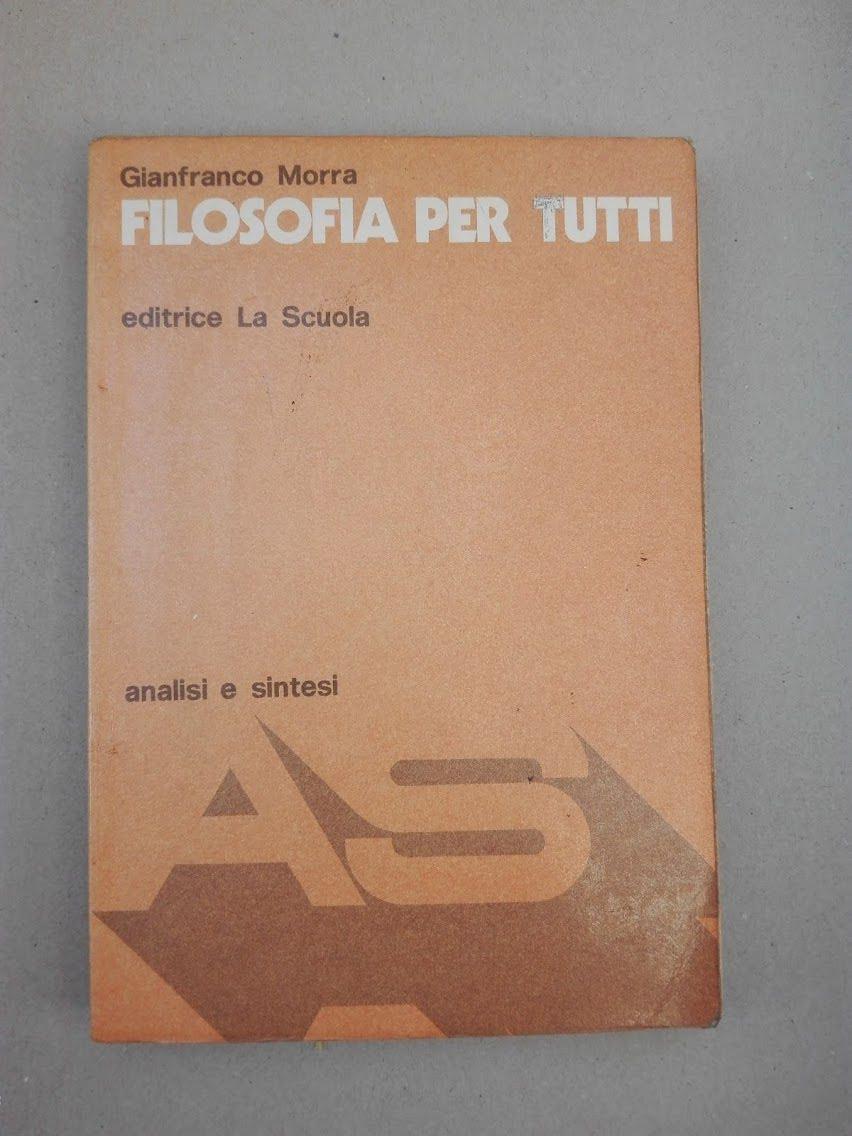 Gianfranco Morra
FILOSOFIA PER TUTTI
editrice La Scuola
analisi e sintesi
AS